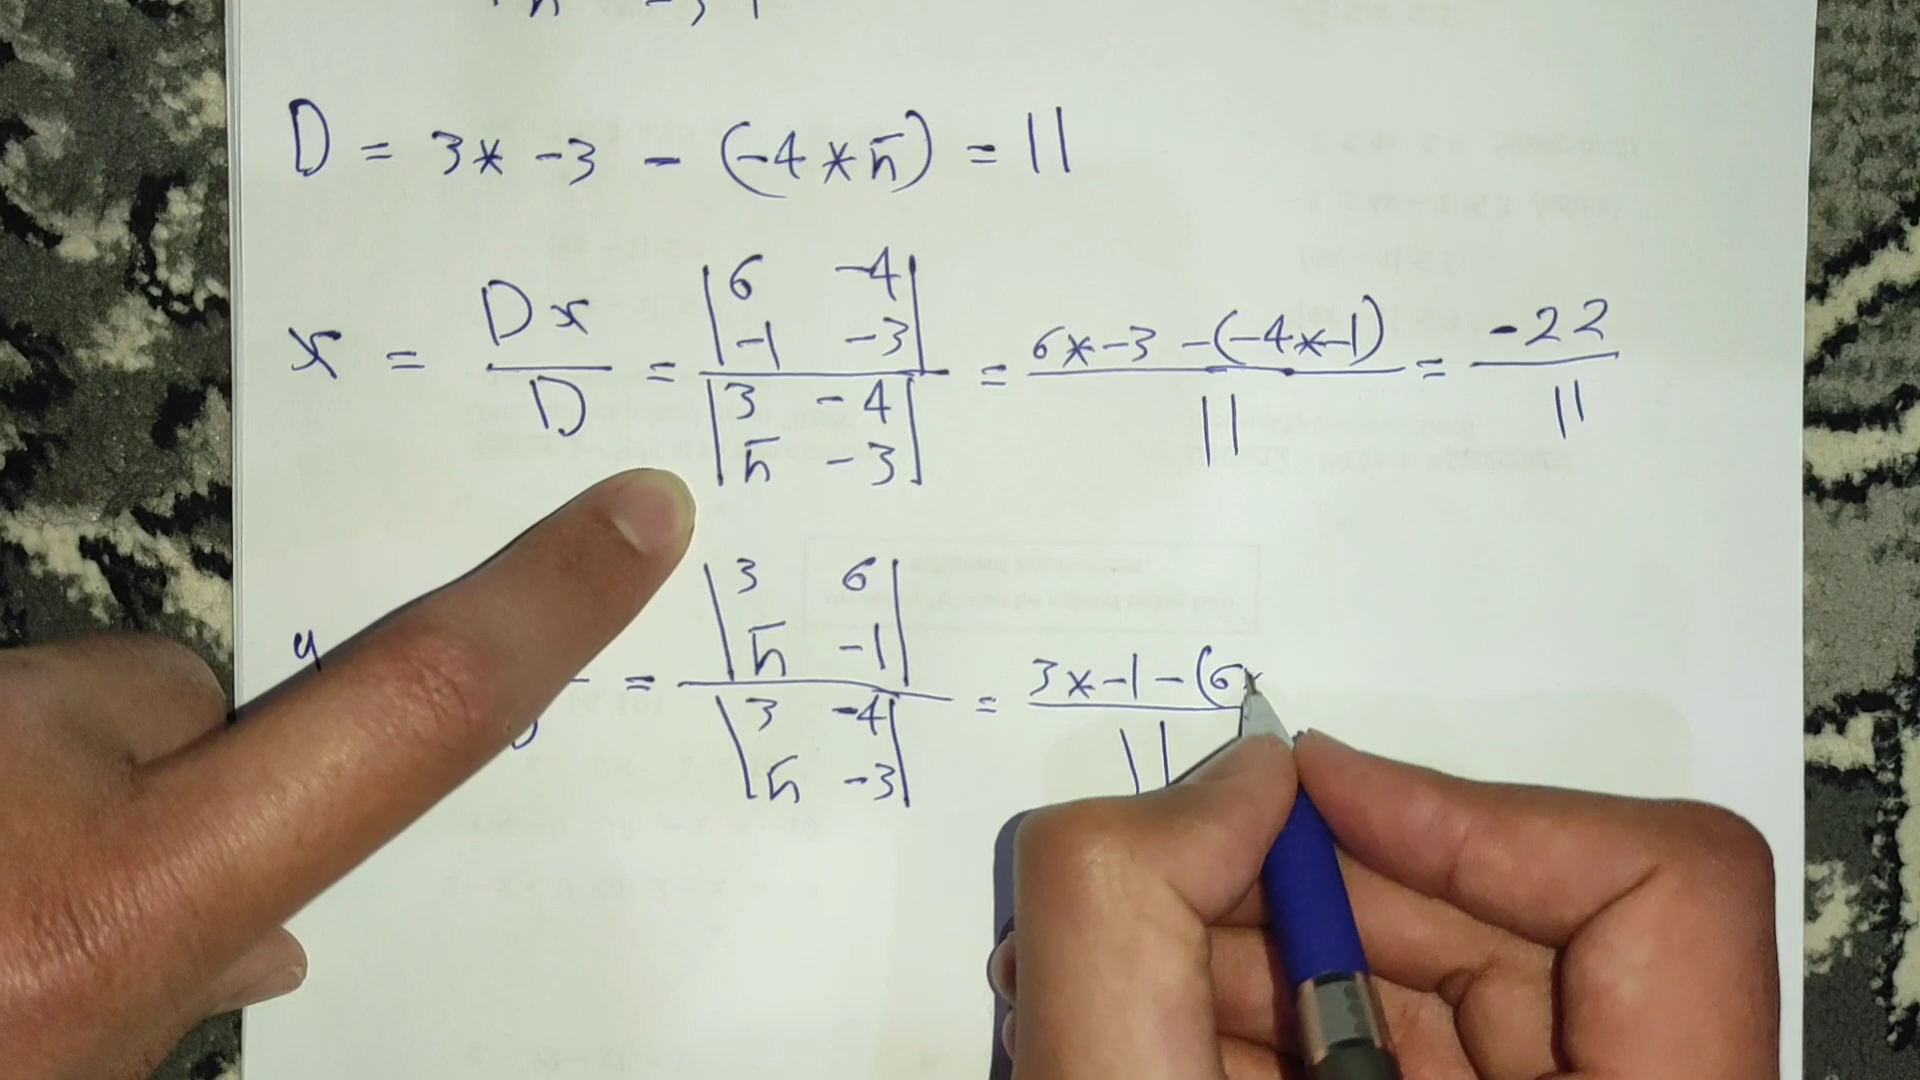 D = 3 * -3 - (-4 * 5) = 11
x = Dx / D = |6 -4; -1 -3| / |3 -4; 5 -3| = (6*-3 - (-4*-1)) / 11 = -22 / 11
y = |3 6; 5 -1| / |3 -4; 5 -3| = 3*-1 - (6* / 11